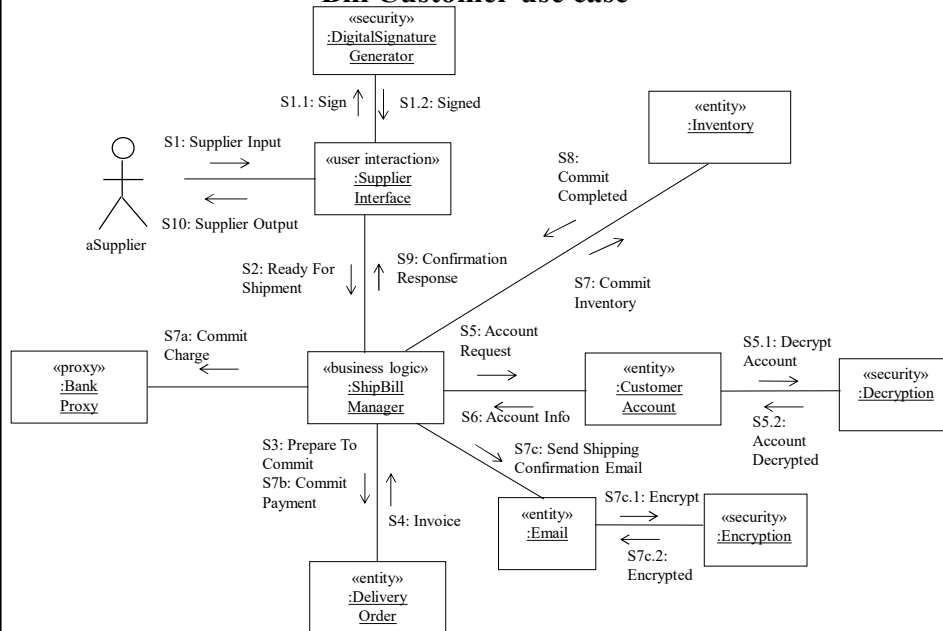 Bill Customer use case
«security»
:DigitalSignature
Generator
S1.1: Sign
S1.2: Signed
«entity»
:Inventory
S1: Supplier Input
«user interaction»
:Supplier
Interface
S8:
Commit
Completed
S10: Supplier Output
aSupplier
S2: Ready For
Shipment
S9: Confirmation
Response
S7: Commit
Inventory
S7a: Commit
Charge
S5: Account
Request
S5.1: Decrypt
Account
«proxy»
:Bank
Proxy
«business logic»
:ShipBill
Manager
«entity»
:Customer
Account
«security»
:Decryption
S6: Account Info
S5.2:
Account
Decrypted
S3: Prepare To
Commit
S7b: Commit
Payment
S7c: Send Shipping
Confirmation Email
S4: Invoice
S7c.1: Encrypt
«entity»
:Email
«security»
:Encryption
S7c.2:
Encrypted
«entity»
:Delivery
Order